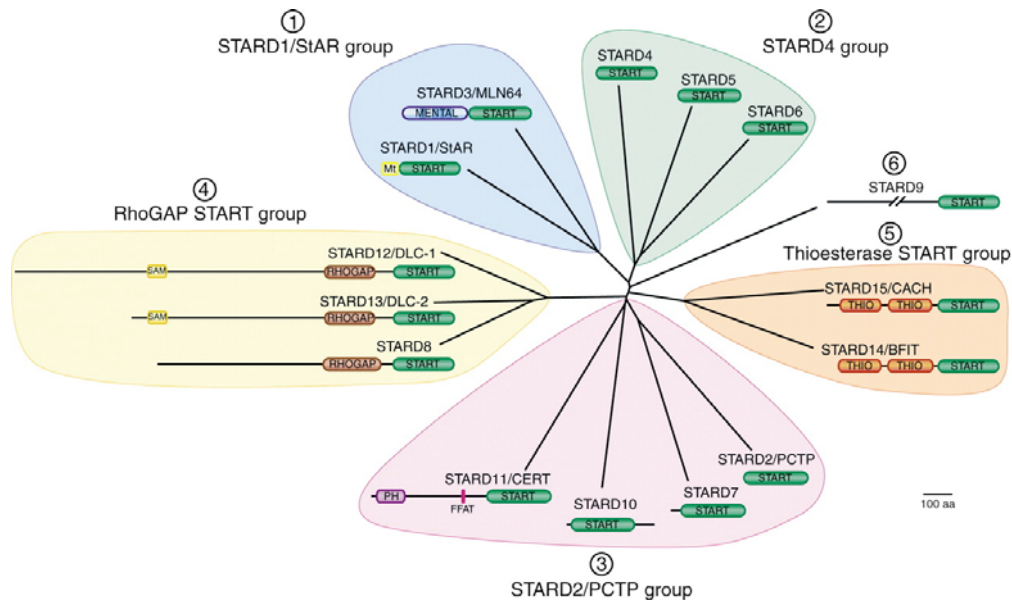 ① STARD1/StAR group
STARD3/MLN64
MENTAL START
STARD1/StAR
Mt START
② STARD4 group
STARD4
START
STARD5
START
STARD6
START
⑥
STARD9
START
⑤
Thioesterase START group
STARD15/CACH
THIO THIO START
STARD14/BFIT
THIO THIO START
④
RhoGAP START group
STARD12/DLC-1
SAM RHOGAP START
STARD13/DLC-2
SAM RHOGAP START
STARD8
RHOGAP START
STARD11/CERT
PH START
FFAT
STARD10
START
STARD7
START
STARD2/PCTP
START
③
STARD2/PCTP group
100 aa